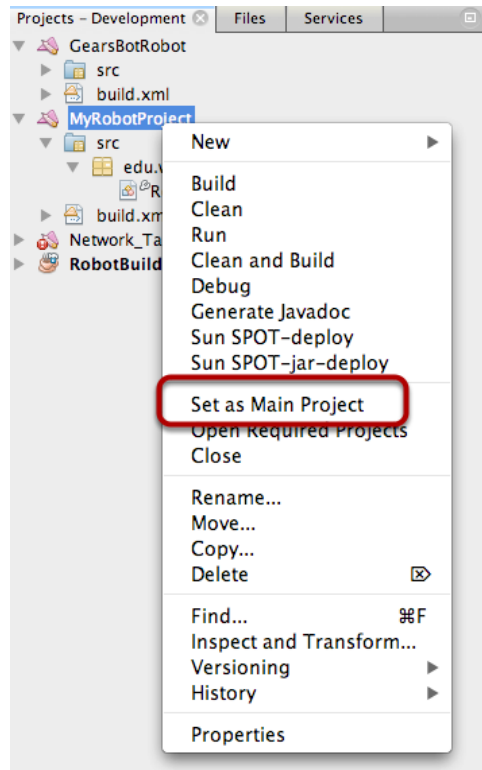 Projects – Development Files Services
GearsBotRobot
src
build.xml
MyRobotProject
src
edu.
R
build.xm
Network_Ta
RobotBuild
New
Build
Clean
Run
Clean and Build
Debug
Generate Javadoc
Sun SPOT-deploy
Sun SPOT-jar-deploy
Set as Main Project
Open Required Projects
Close
Rename...
Move...
Copy...
Delete
Find... ⌘F
Inspect and Transform...
Versioning
History
Properties